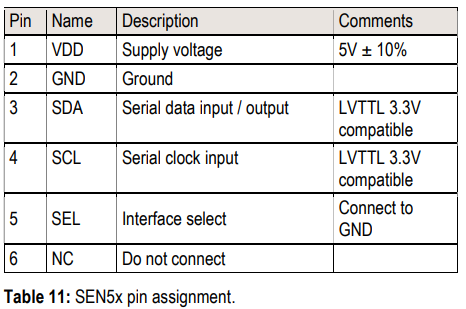 Pin Name Description Comments
1 VDD Supply voltage 5V ± 10%
2 GND Ground
3 SDA Serial data input / output LVTTL 3.3V
compatible
4 SCL Serial clock input LVTTL 3.3V
compatible
5 SEL Interface select Connect to
GND
6 NC Do not connect
Table 11: SEN5x pin assignment.